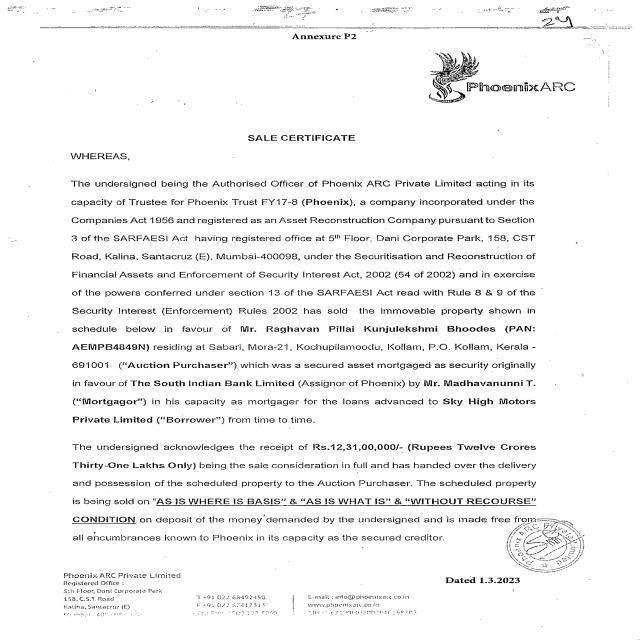 24
Annexure P2
PhoenixARC
SALE CERTIFICATE
WHEREAS,
The undersigned being the Authorised Officer of Phoenix ARC Private Limited acting in its
capacity of Trustee for Phoenix Trust FY17-8 (Phoenix), a company incorporated under the
Companies Act 1956 and registered as an Asset Reconstruction Company pursuant to Section
3 of the SARFAESI Act having registered office at 5th Floor, Dani Corporate Park, 158, CST
Road, Kalina, Santacruz (E), Mumbai-400098, under the Securitisation and Reconstruction of
Financial Assets and Enforcement of Security Interest Act, 2002 (54 of 2002) and in exercise
of the powers conferred under section 13 of the SARFAESI Act read with Rule 8 & 9 of the
Security Interest (Enforcement) Rules 2002 has sold the immovable property shown in
schedule below in favour of Mr. Raghavan Pillai Kunjulekshmi Bhoodes (PAN:
AEMPB4849N) residing at Sabari, Mora-21, Kochupilamoodu, Kollam, P.O. Kollam, Kerala -
691001 ("Auction Purchaser") which was a secured asset mortgaged as security originally
in favour of The South Indian Bank Limited (Assignor of Phoenix) by Mr. Madhavanunni T.
("Mortgagor") in his capacity as mortgager for the loans advanced to Sky High Motors
Private Limited ("Borrower") from time to time.
The undersigned acknowledges the receipt of Rs.12,31,00,000/- (Rupees Twelve Crores
Thirty-One Lakhs Only) being the sale consideration in full and has handed over the delivery
and possession of the scheduled property to the Auction Purchaser. The scheduled property
is being sold on "AS IS WHERE IS BASIS" & "AS IS WHAT IS" & "WITHOUT RECOURSE"
CONDITION on deposit of the money demanded by the undersigned and is made free from
all encumbrances known to Phoenix in its capacity as the secured creditor.
Phoenix ARC Private Limited
Dated 1.3.2023
Phoenix ARC Private Limited
Registered Office :
5th Floor, Dani Corporate Park
158, C.S.T. Road
Kalina, Santacruz (E)
T +91 022 68492450
F +91 022 67412313
E-mail : info@phoenixarc.co.in
www.phoenixarc.co.in